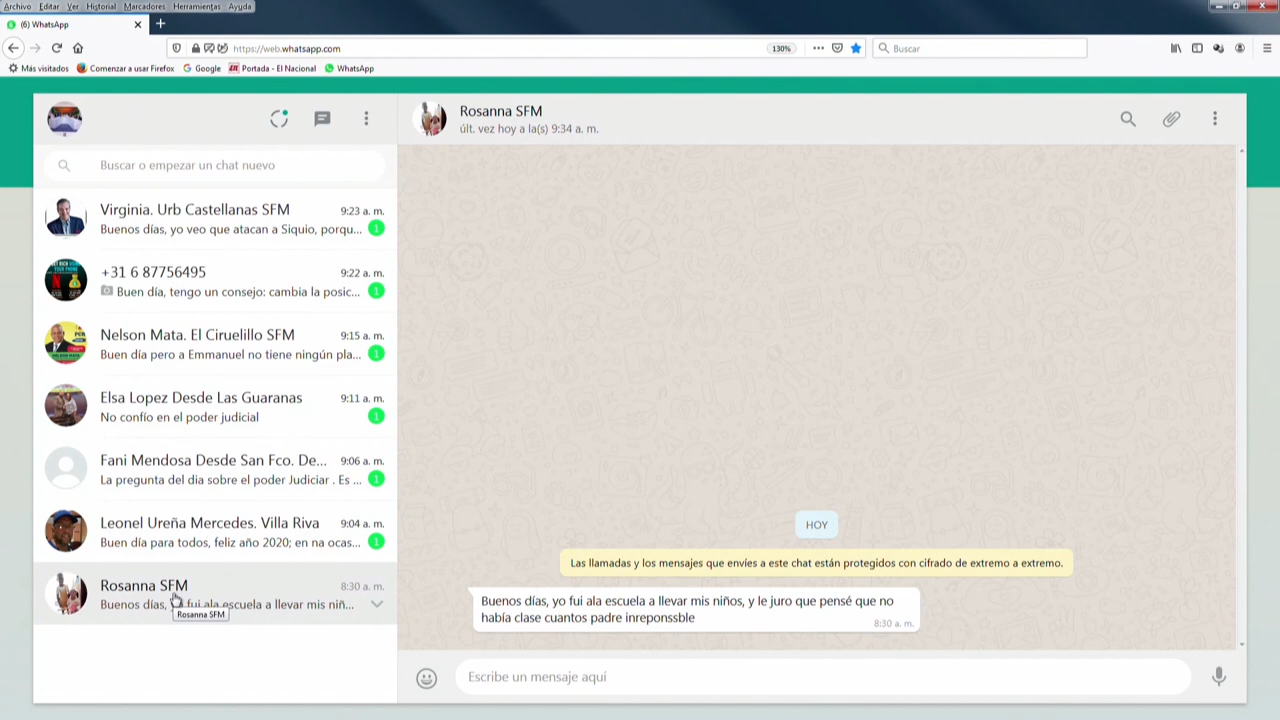 Archivo Editar Ver Historial Marcadores Herramientas Ayuda
(6) WhatsApp
https://web.whatsapp.com
130%
Buscar
Más visitados Comenzar a usar Firefox Google Portada - El Nacional WhatsApp
Rosanna SFM
últ. vez hoy a la(s) 9:34 a. m.
Buscar o empezar un chat nuevo
Virginia. Urb Castellanas SFM 9:23 a. m.
Buenos días, yo veo que atacan a Siquio, porqu... 1
+31 6 87756495 9:22 a. m.
Buen día, tengo un consejo: cambia la posic... 1
Nelson Mata. El Ciruelillo SFM 9:15 a. m.
Buen día pero a Emmanuel no tiene ningún pla... 1
Elsa Lopez Desde Las Guaranas 9:11 a. m.
No confío en el poder judicial 1
Fani Mendosa Desde San Fco. De... 9:06 a. m.
La pregunta del dia sobre el poder Judiciar . Es ... 1
Leonel Ureña Mercedes. Villa Riva 9:04 a. m.
Buen día para todos, feliz año 2020; en na ocas... 1
Rosanna SFM 8:30 a. m.
Buenos días, fui ala escuela a llevar mis niñ...
Rosanna SFM
HOY
Las llamadas y los mensajes que envíes a este chat están protegidos con cifrado de extremo a extremo.
Buenos días, yo fui ala escuela a llevar mis niños, y le juro que pensé que no
había clase cuantos padre inreponssble
8:30 a. m.
Escribe un mensaje aquí